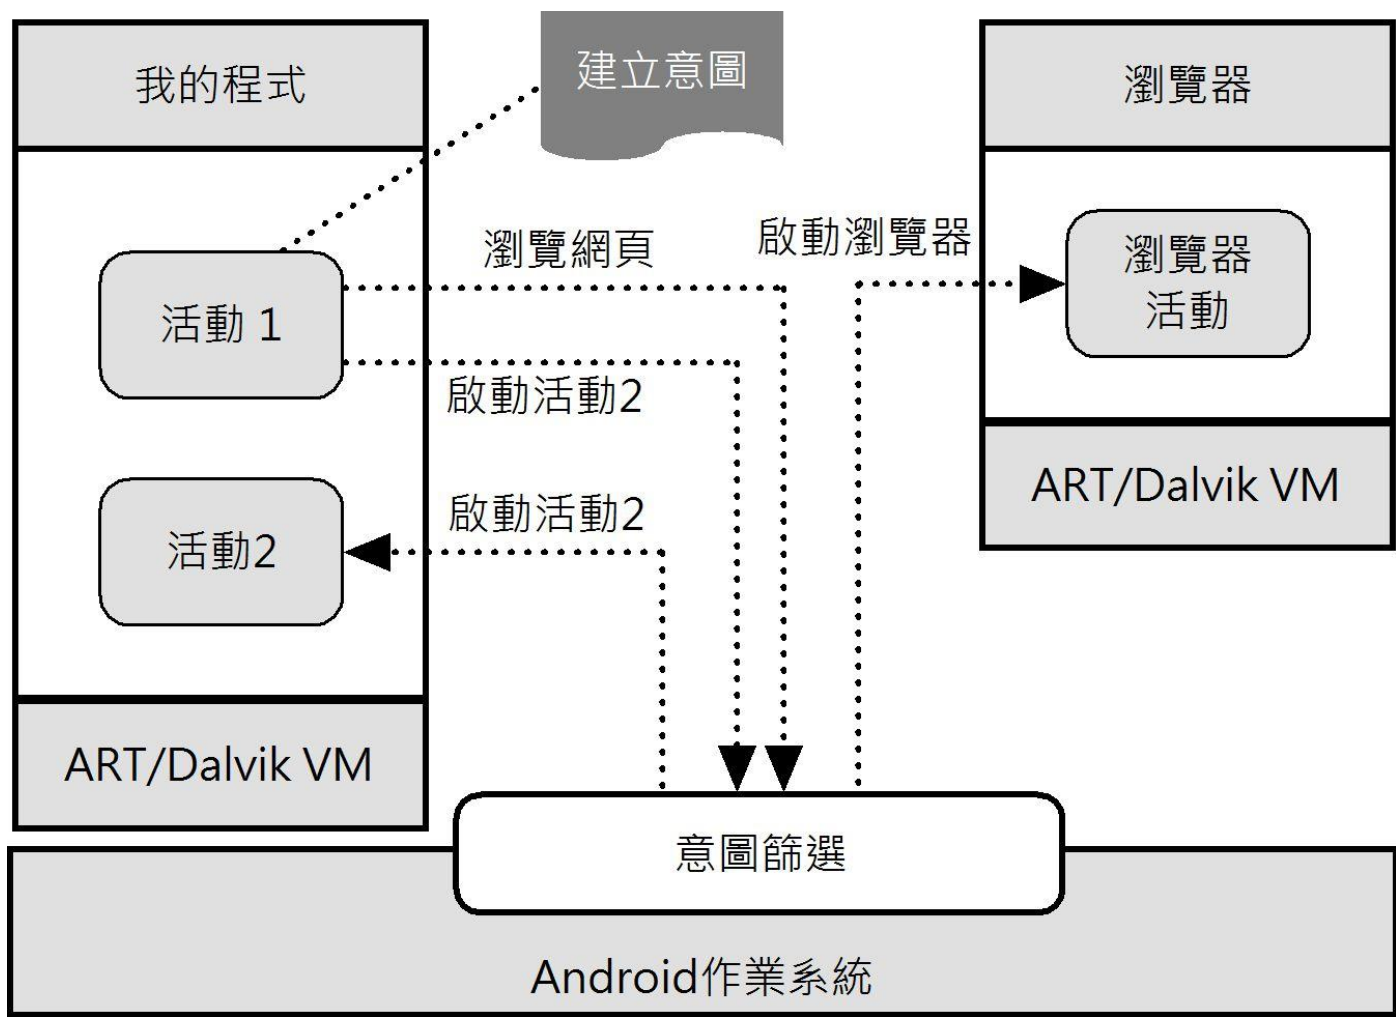 我的程式
建立意圖
瀏覽器
瀏覽網頁
啟動瀏覽器
瀏覽器
活動
活動 1
啟動活動2
啟動活動2
活動2
ART/Dalvik VM
ART/Dalvik VM
意圖篩選
Android作業系統